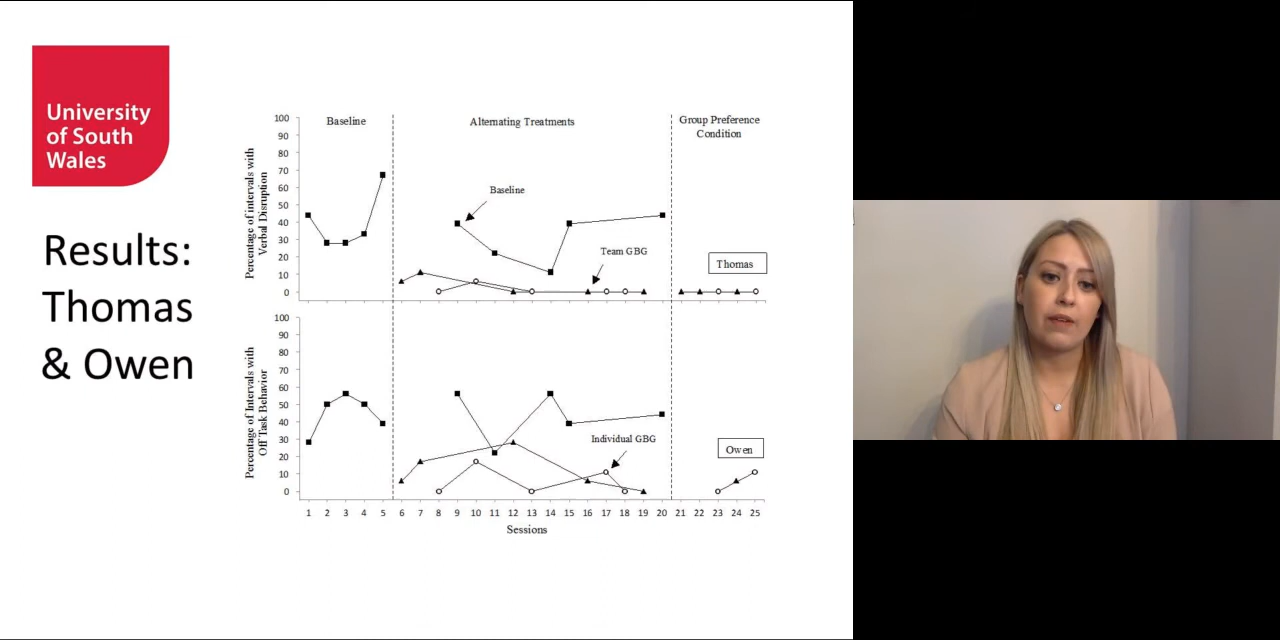 University
of South
Wales
Results:
Thomas
& Owen
Baseline
Alternating Treatments
Group Preference
Condition
Percentage of intervals with
Verbal Disruption
100
90
80
70
60
50
40
30
20
10
0
Baseline
Team GBG
Thomas
Percentage of Intervals with
Off Task Behavior
100
90
80
70
60
50
40
30
20
10
0
Individual GBG
Owen
1 2 3 4 5 6 7 8 9 10 11 12 13 14 15 16 17 18 19 20 21 22 23 24 25
Sessions